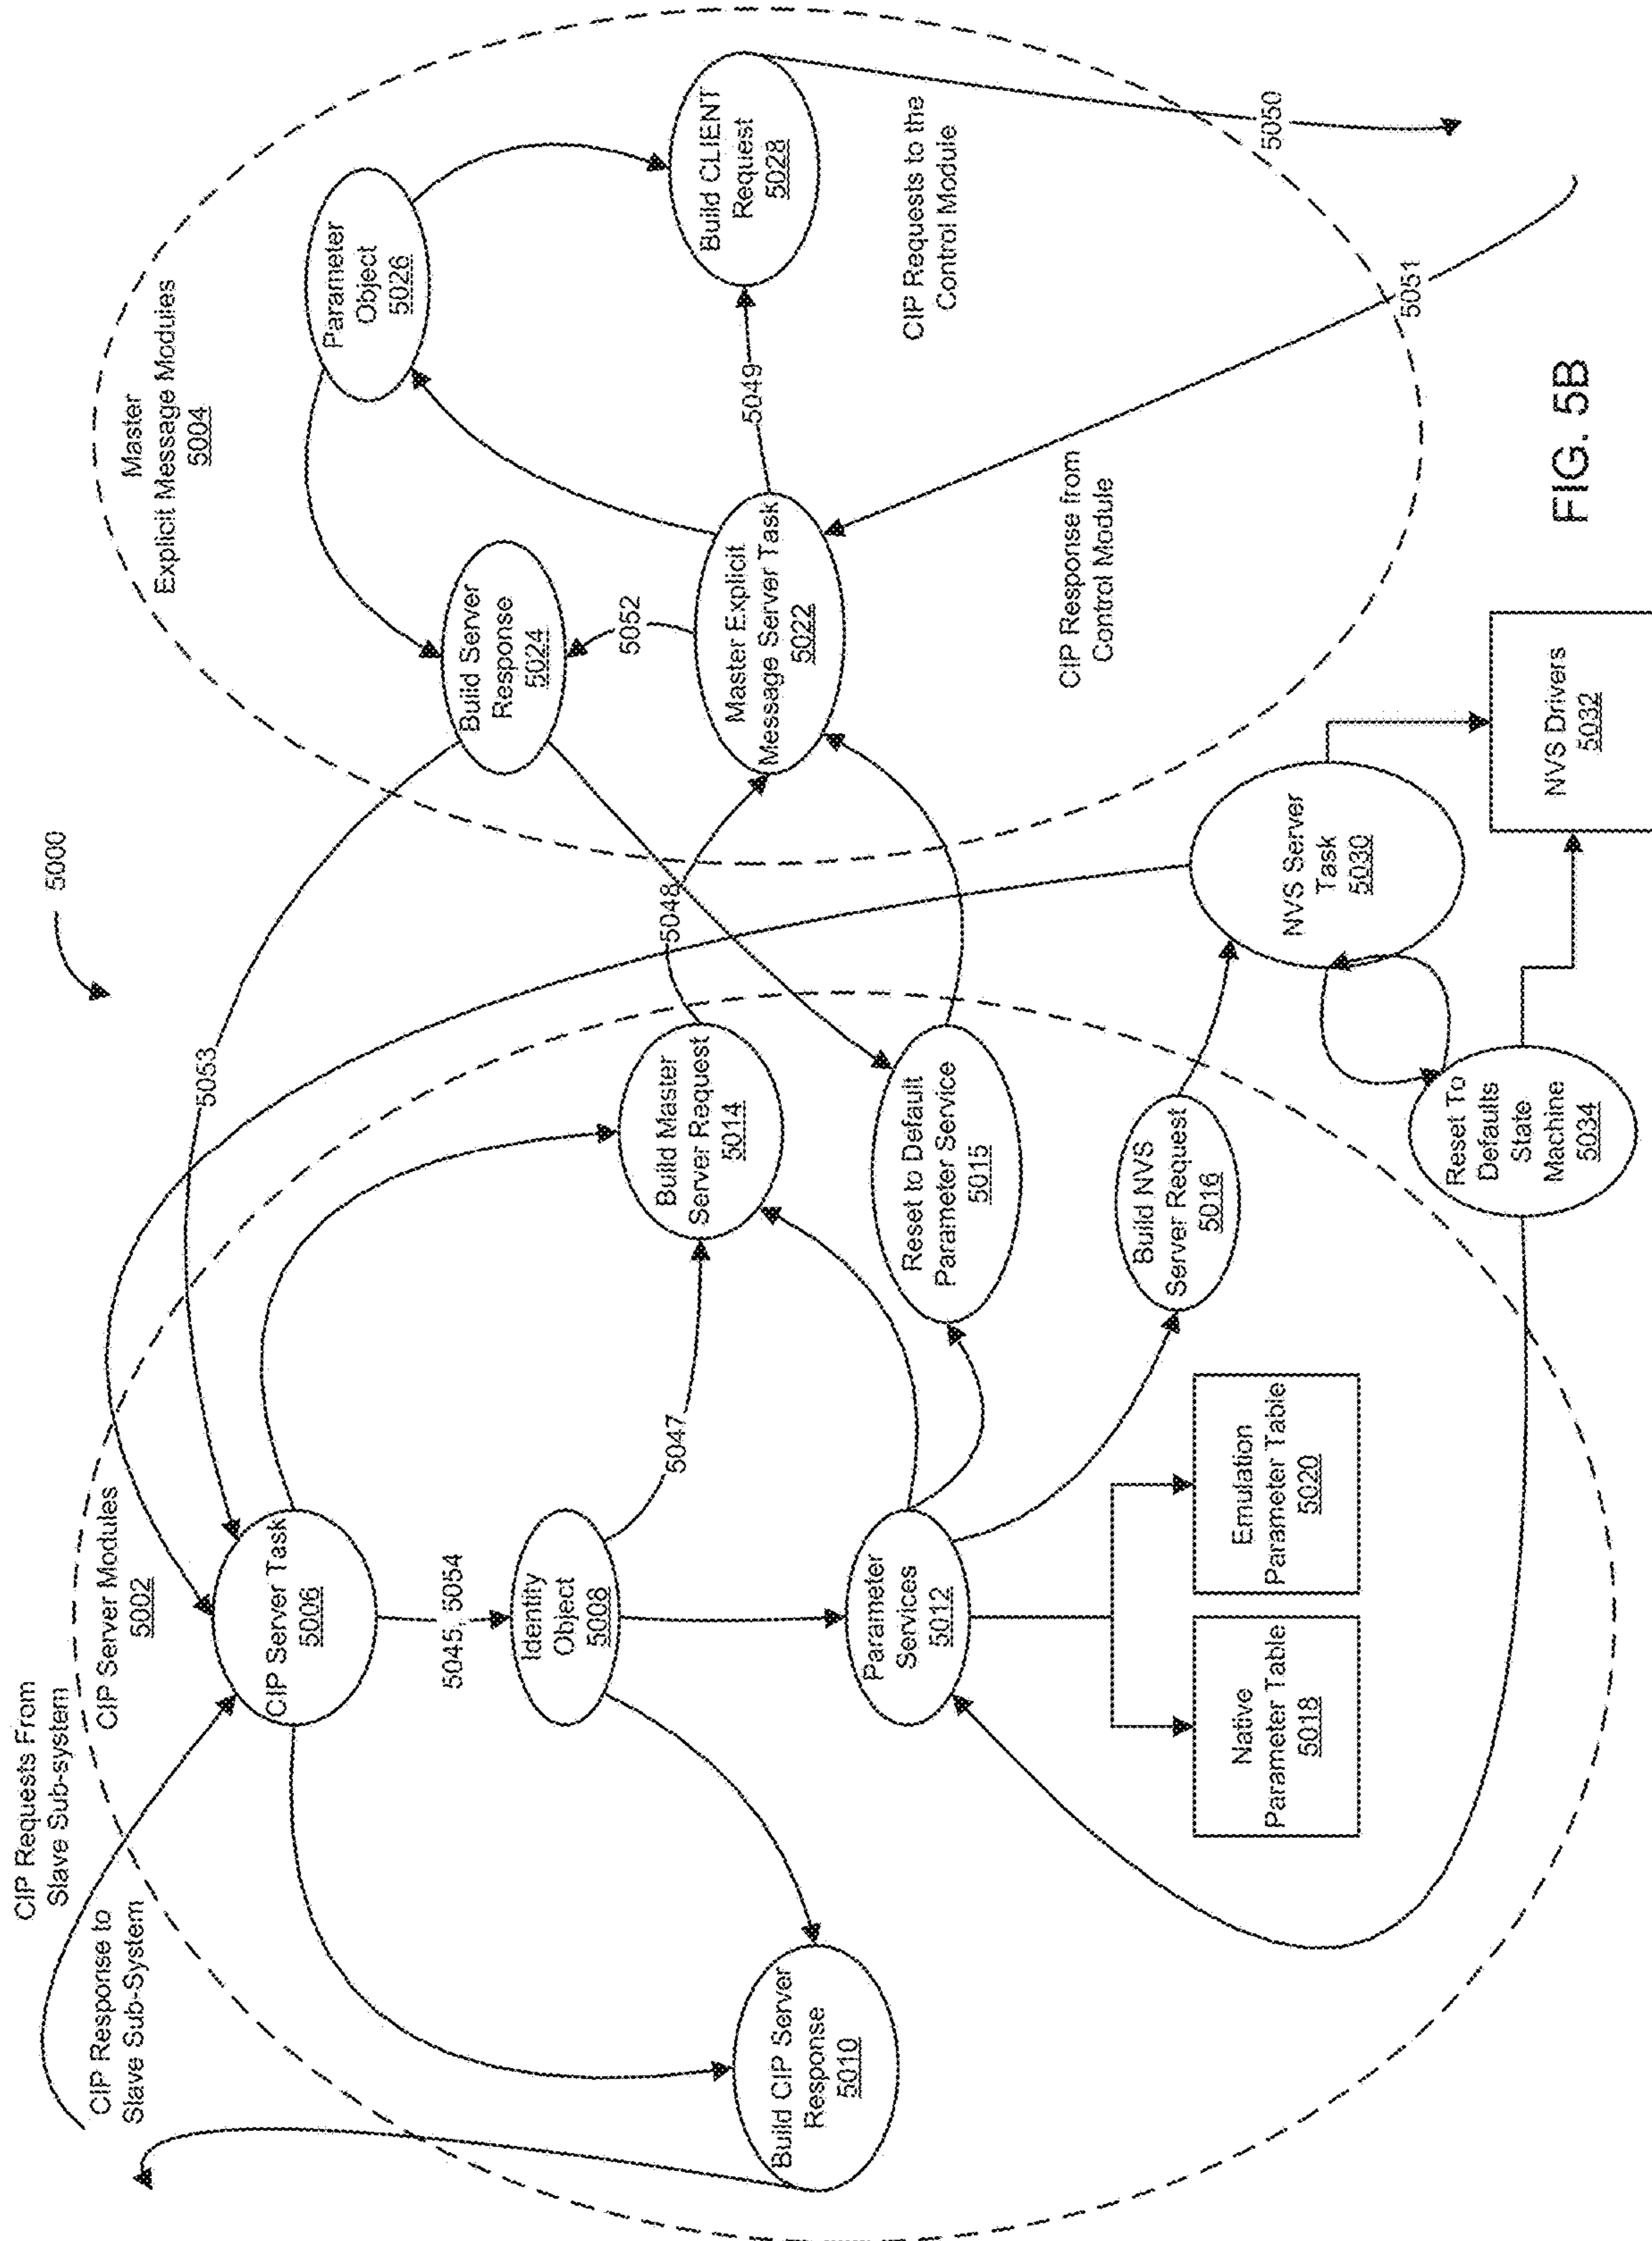 5000
CIP Requests From
Slave Sub-system
CIP Response to
Slave Sub-System
CIP Server Modules
5002
CIP Server Task
5006
5053
5045, 5054
Identity
Object
5008
5047
Build CIP Server
Response
5010
Build Master
Server Request
5014
5048
Parameter
Services
5012
Reset to Default
Parameter Service
5015
Build NVS
Server Request
5016
Native
Parameter Table
5018
Emulation
Parameter Table
5020
Master
Explicit Message Modules
5004
Parameter
Object
5026
Build Server
Response
5024
5052
Master Explicit
Message Server Task
5022
5049
Build CLIENT
Request
5028
CIP Requests to the
Control Module
5050
CIP Response from
Control Module
5051
NVS Server
Task
5030
NVS Drivers
5032
Reset To
Defaults
State
Machine
5034
FIG. 5B